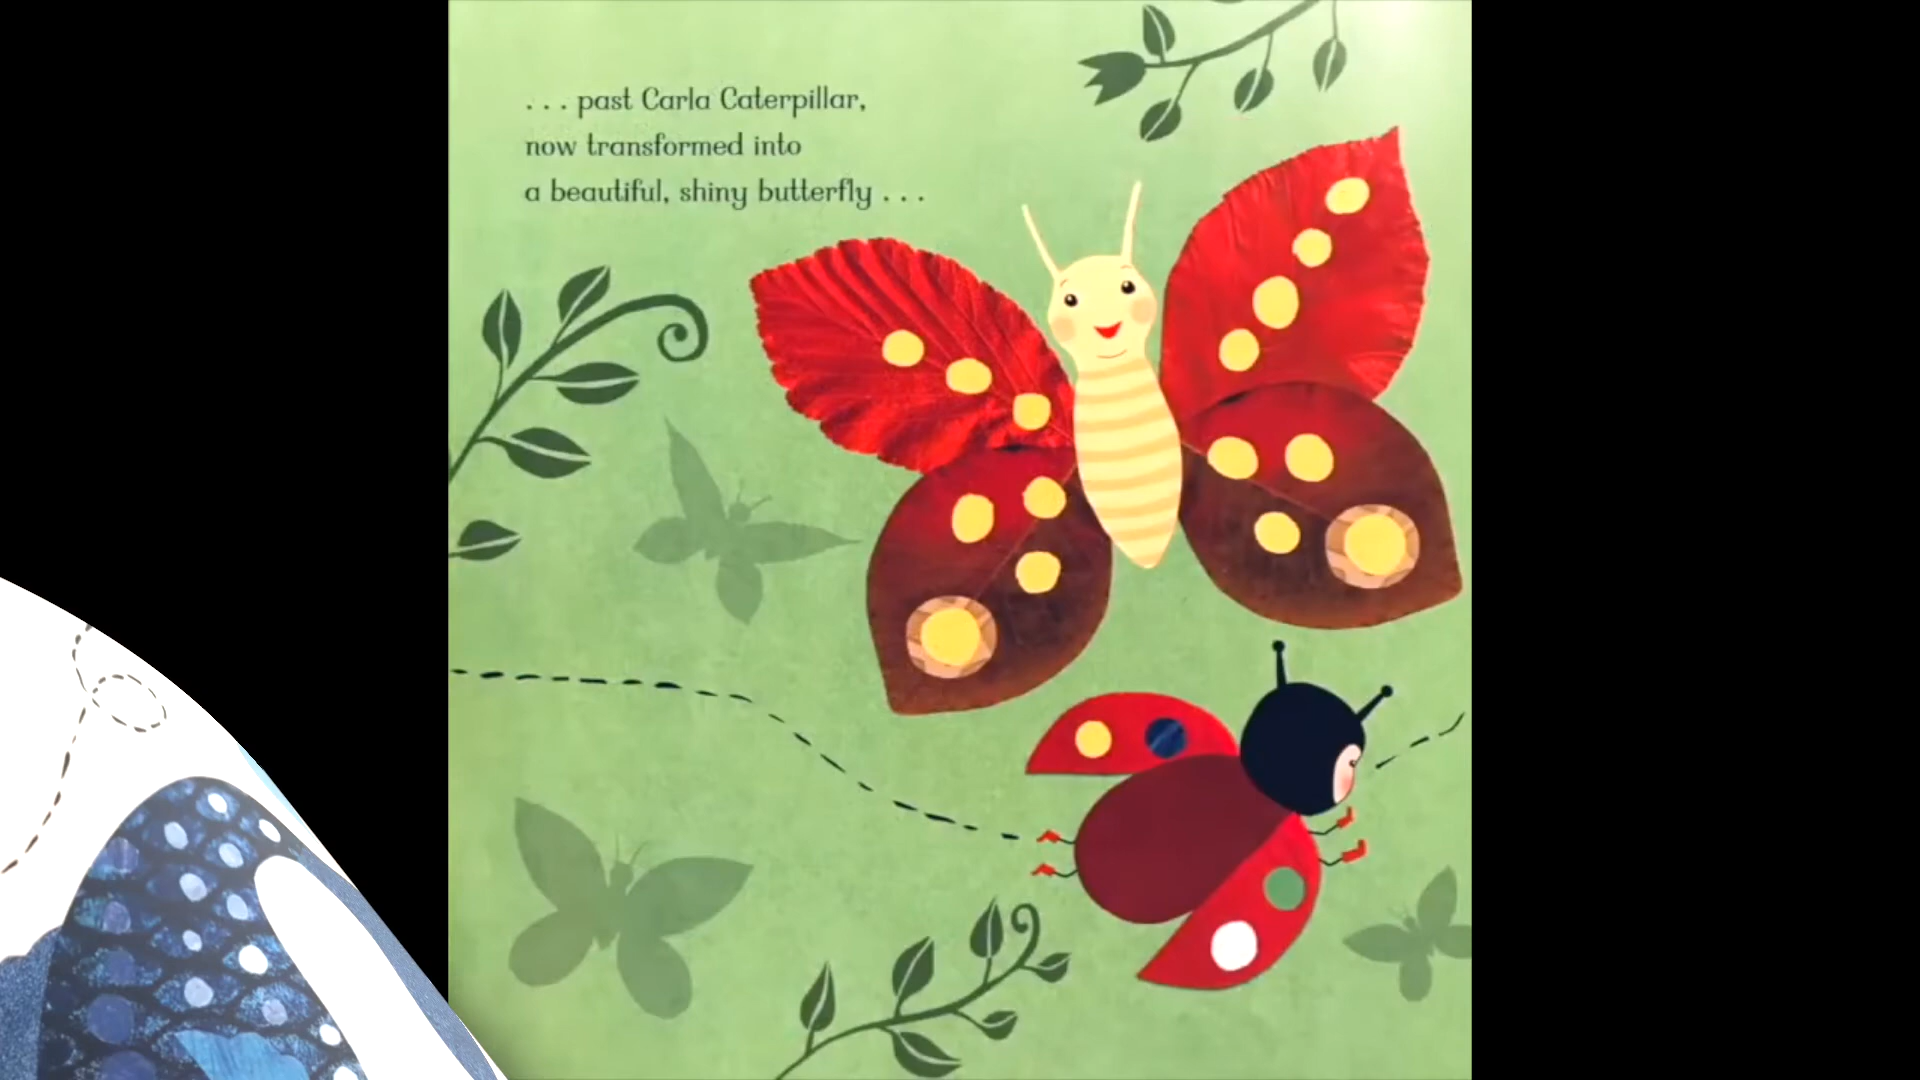 . . . past Carla Caterpillar,
now transformed into
a beautiful, shiny butterfly . . .